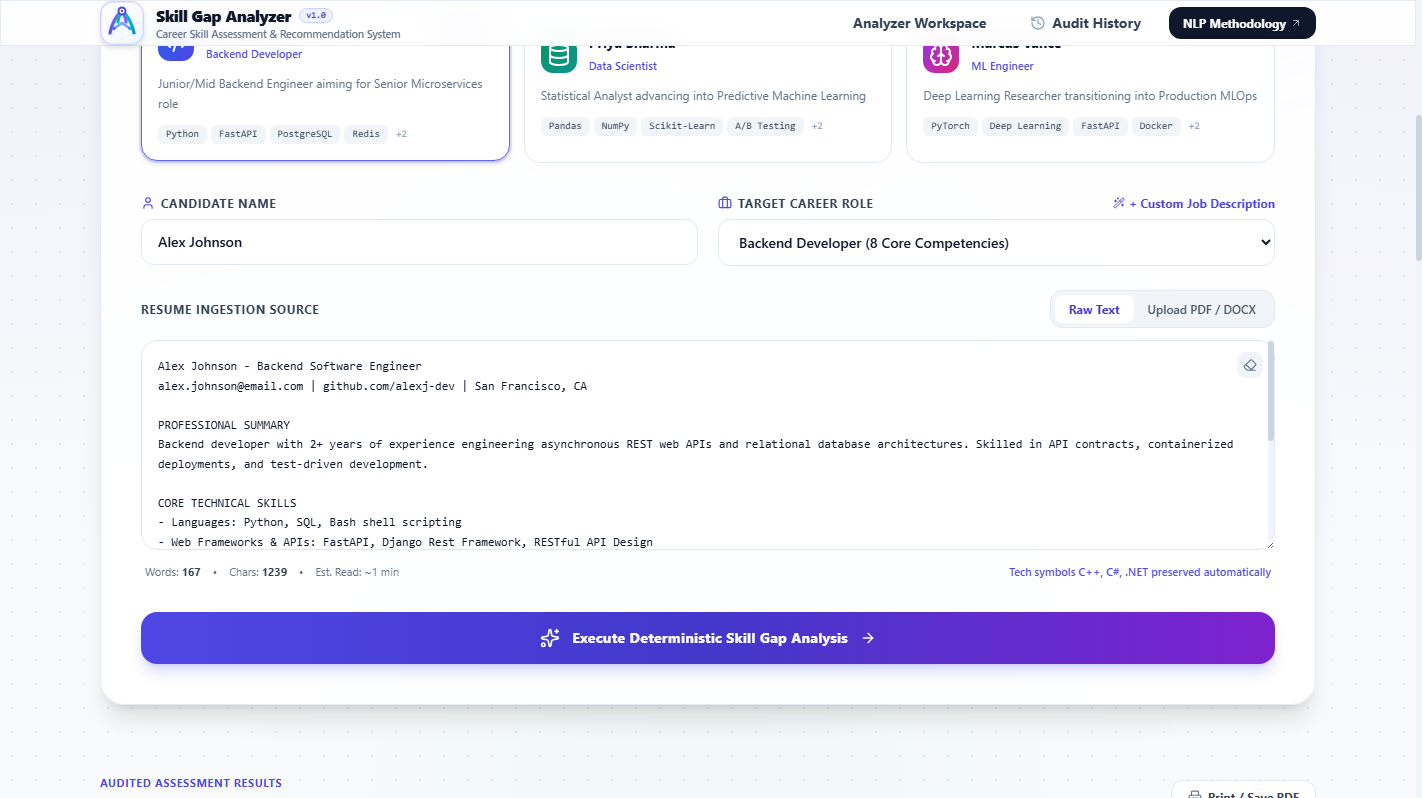 Skill Gap Analyzer v1.0
Career Skill Assessment & Recommendation System
Analyzer Workspace
Audit History
NLP Methodology
Backend Developer
Junior/Mid Backend Engineer aiming for Senior Microservices
role
Python FastAPI PostgreSQL Redis +2
Priya Sharma
Data Scientist
Statistical Analyst advancing into Predictive Machine Learning
Pandas NumPy Scikit-Learn A/B Testing +2
ML Engineer
Deep Learning Researcher transitioning into Production MLOps
PyTorch Deep Learning FastAPI Docker +2
CANDIDATE NAME
Alex Johnson
TARGET CAREER ROLE
+ Custom Job Description
Backend Developer (8 Core Competencies)
RESUME INGESTION SOURCE
Raw Text
Upload PDF / DOCX
Alex Johnson - Backend Software Engineer
alex.johnson@email.com | github.com/alexj-dev | San Francisco, CA
PROFESSIONAL SUMMARY
Backend developer with 2+ years of experience engineering asynchronous REST web APIs and relational database architectures. Skilled in API contracts, containerized
deployments, and test-driven development.
CORE TECHNICAL SKILLS
- Languages: Python, SQL, Bash shell scripting
- Web Frameworks & APIs: FastAPI, Django Rest Framework, RESTful API Design
Words: 167 • Chars: 1239 • Est. Read: ~1 min
Tech symbols C++, C#, .NET preserved automatically
Execute Deterministic Skill Gap Analysis
AUDITED ASSESSMENT RESULTS
Print / Save PDF